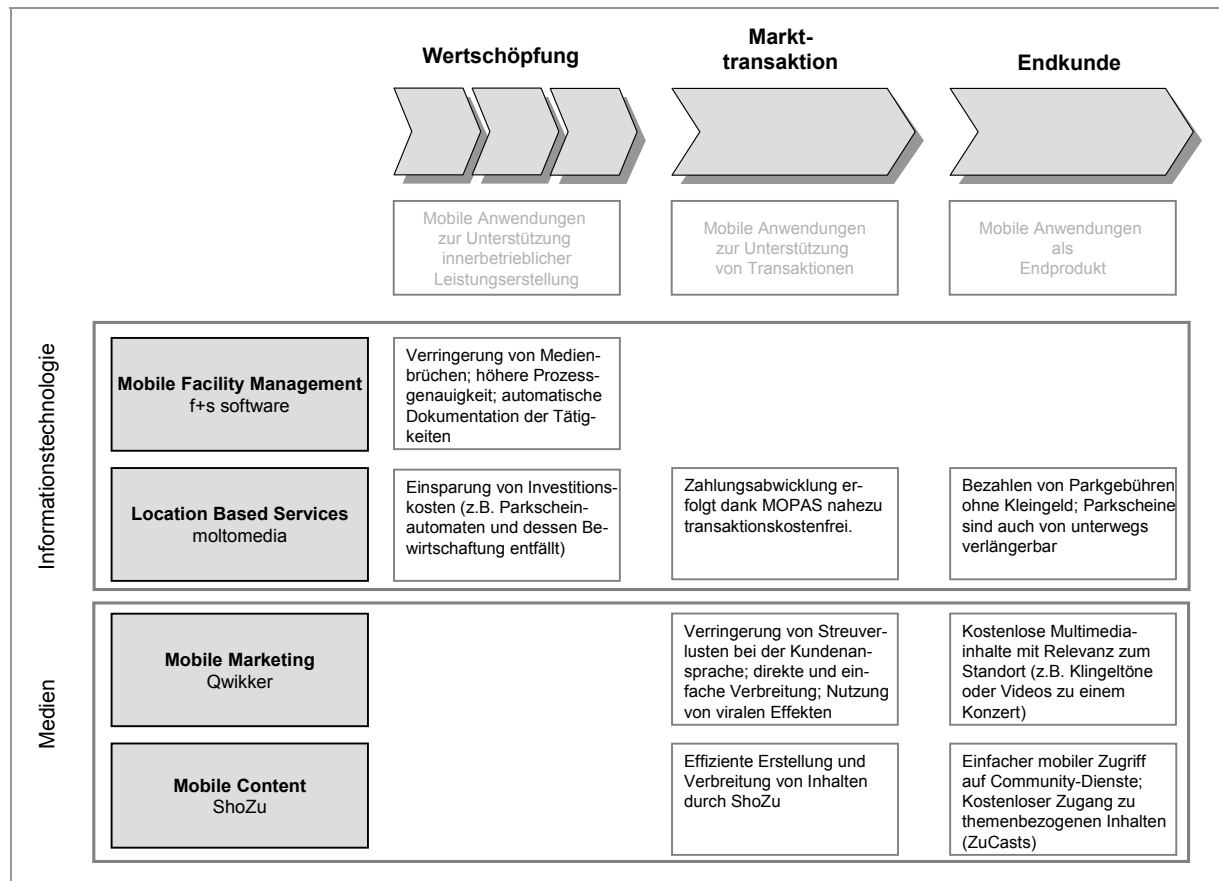 Wertschöpfung
Markt-
transaktion
Endkunde
Mobile Anwendungen
zur Unterstützung
innerbetrieblicher
Leistungserstellung
Mobile Anwendungen
zur Unterstützung
von Transaktionen
Mobile Anwendungen
als
Endprodukt
Informationstechnologie
Mobile Facility Management
f+s software
Verringerung von Medien-
brüchen; höhere Prozess-
genauigkeit; automatische
Dokumentation der Tätig-
keiten
Location Based Services
moltomedia
Einsparung von Investitions-
kosten (z.B. Parkschein-
automaten und dessen Be-
wirtschaftung entfällt)
Zahlungsabwicklung er-
folgt dank MOPAS nahezu
transaktionskostenfrei.
Bezahlen von Parkgebühren
ohne Kleingeld; Parkscheine
sind auch von unterwegs
verlängerbar
Medien
Mobile Marketing
Qwikker
Verringerung von Streuver-
lusten bei der Kundenan-
sprache; direkte und ein-
fache Verbreitung; Nutzung
von viralen Effekten
Kostenlose Multimedia-
inhalte mit Relevanz zum
Standort (z.B. Klingeltöne
oder Videos zu einem
Konzert)
Mobile Content
ShoZu
Effiziente Erstellung und
Verbreitung von Inhalten
durch ShoZu
Einfacher mobiler Zugriff
auf Community-Dienste;
Kostenloser Zugang zu
themenbezogenen Inhalten
(ZuCasts)